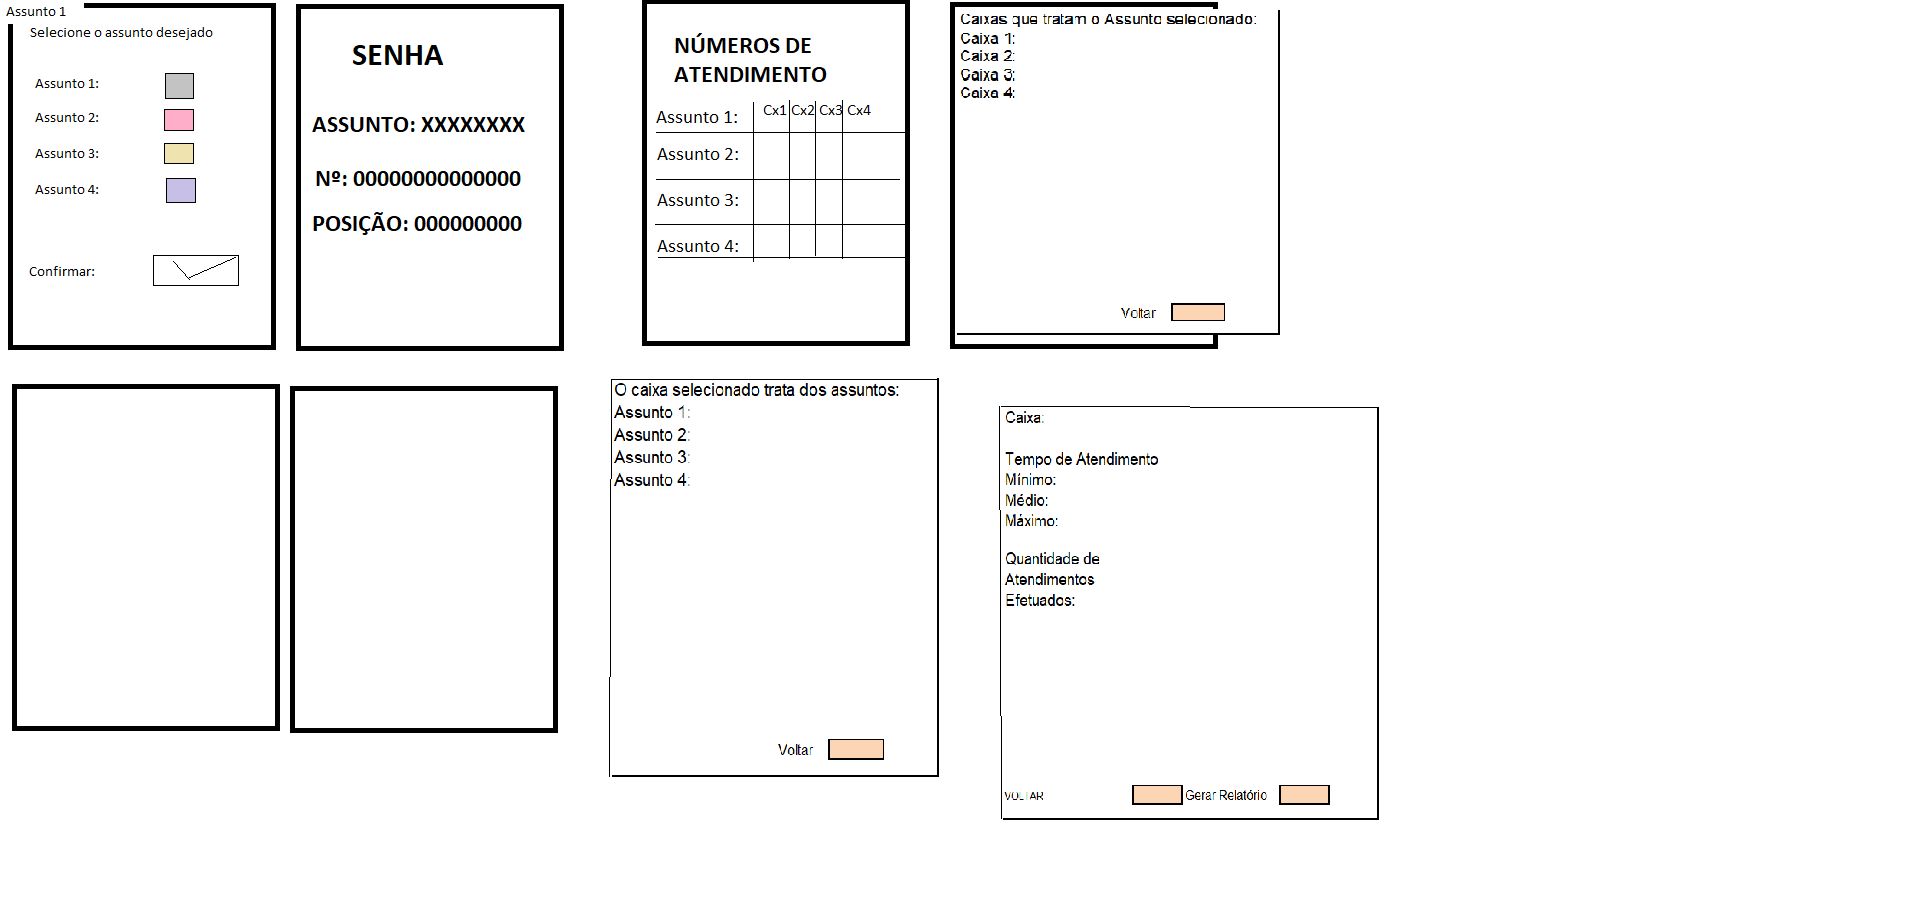 Assunto 1
Selecione o assunto desejado
Assunto 1:
Assunto 2:
Assunto 3:
Assunto 4:
Confirmar:
SENHA
ASSUNTO: XXXXXXXX
Nº: 00000000000000
POSIÇÃO: 000000000
NÚMEROS DE
ATENDIMENTO
Cx1 Cx2 Cx3 Cx4
Assunto 1:
Assunto 2:
Assunto 3:
Assunto 4:
Caixas que tratam o Assunto selecionado:
Caixa 1:
Caixa 2:
Caixa 3:
Caixa 4:
Voltar
O caixa selecionado trata dos assuntos:
Assunto 1:
Assunto 2:
Assunto 3:
Assunto 4:
Voltar
Caixa:
Tempo de Atendimento
Mínimo:
Médio:
Máximo:
Quantidade de
Atendimentos
Efetuados:
VOLTAR
Gerar Relatório